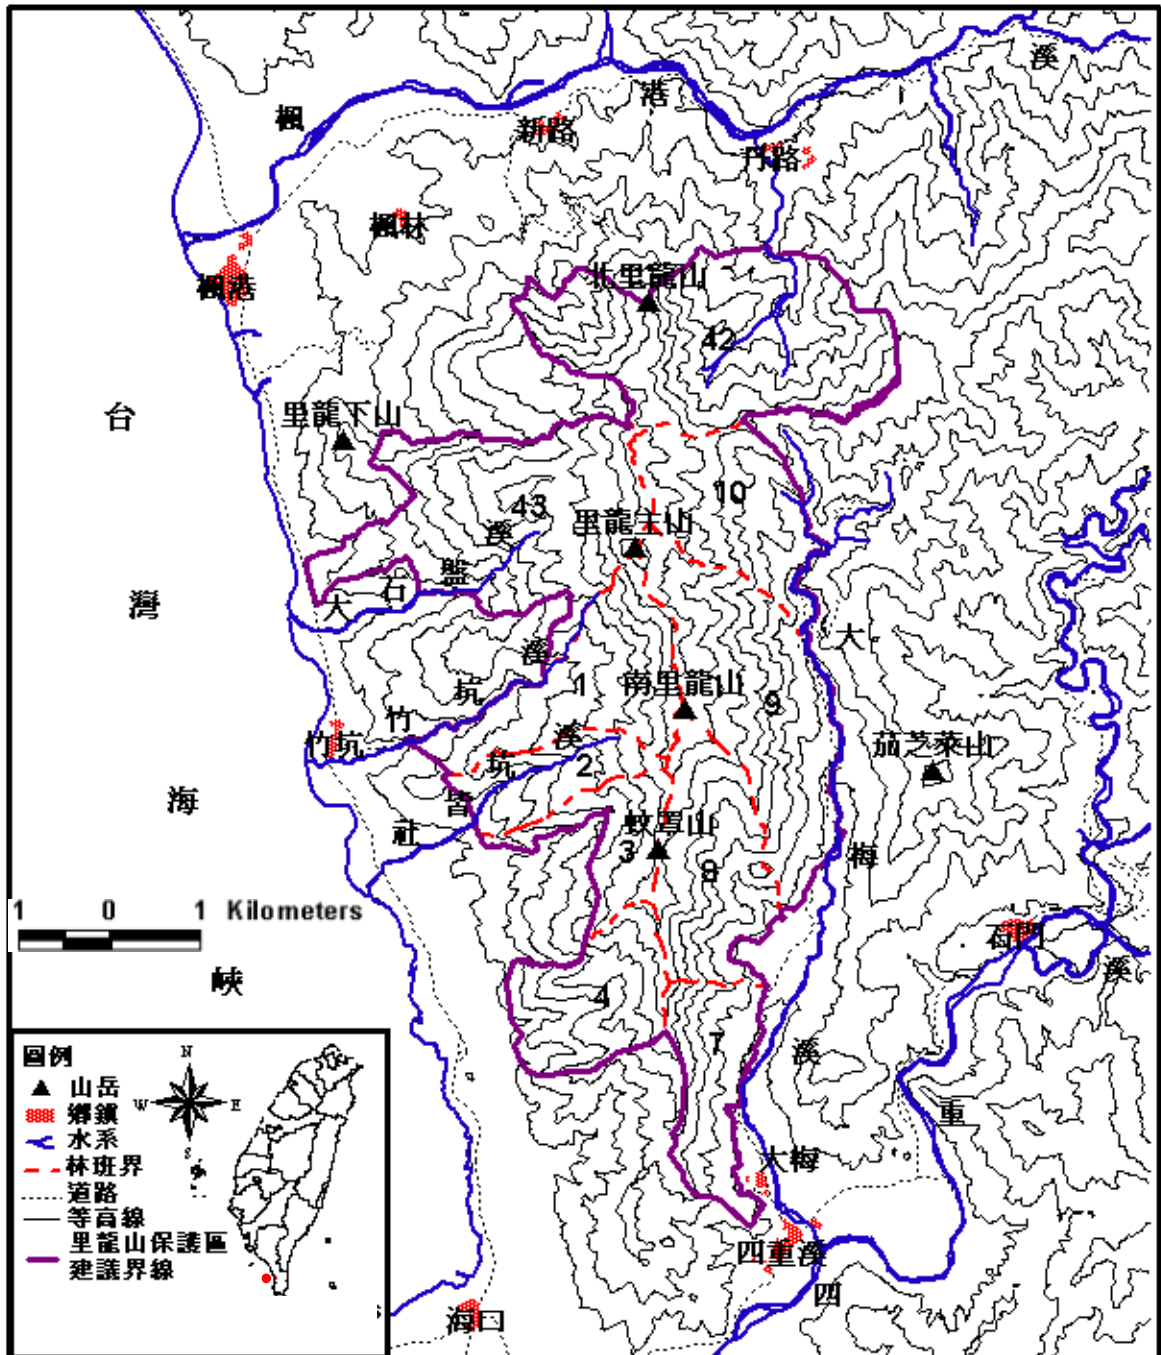 溪
港
楓
新路
丹路
楓林
楓港
北里龍山
42
里龍下山
台
灣
海
峽
43
10
溪
盤
石
大
里龍主山
大
梅
溪
溪
坑
竹
竹坑
1
南里龍山
9
茄芝萊山
溪
坑
皆
社
2
蚊罩山
3
8
石門
溪
重
四
1 0 1 Kilometers
4
7
大梅
四重溪
海口
圖例
山岳
鄉鎮
水系
林班界
道路
等高線
里龍山保護區
建議界線
N
W E
S